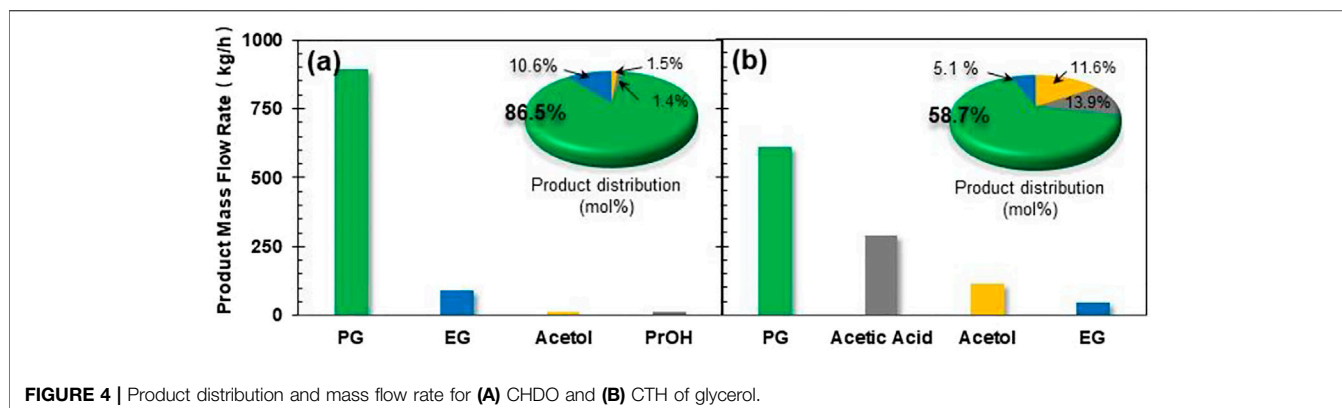 1000
750
500
250
0
Product Mass Flow Rate ( kg/h )
(a)
10.6%
1.5%
86.5%
1.4%
Product distribution
(mol%)
PG
EG
Acetol
PrOH
(b)
5.1 %
11.6%
58.7%
13.9%
Product distribution
(mol%)
PG
Acetic Acid
Acetol
EG
FIGURE 4 | Product distribution and mass flow rate for (A) CHDO and (B) CTH of glycerol.